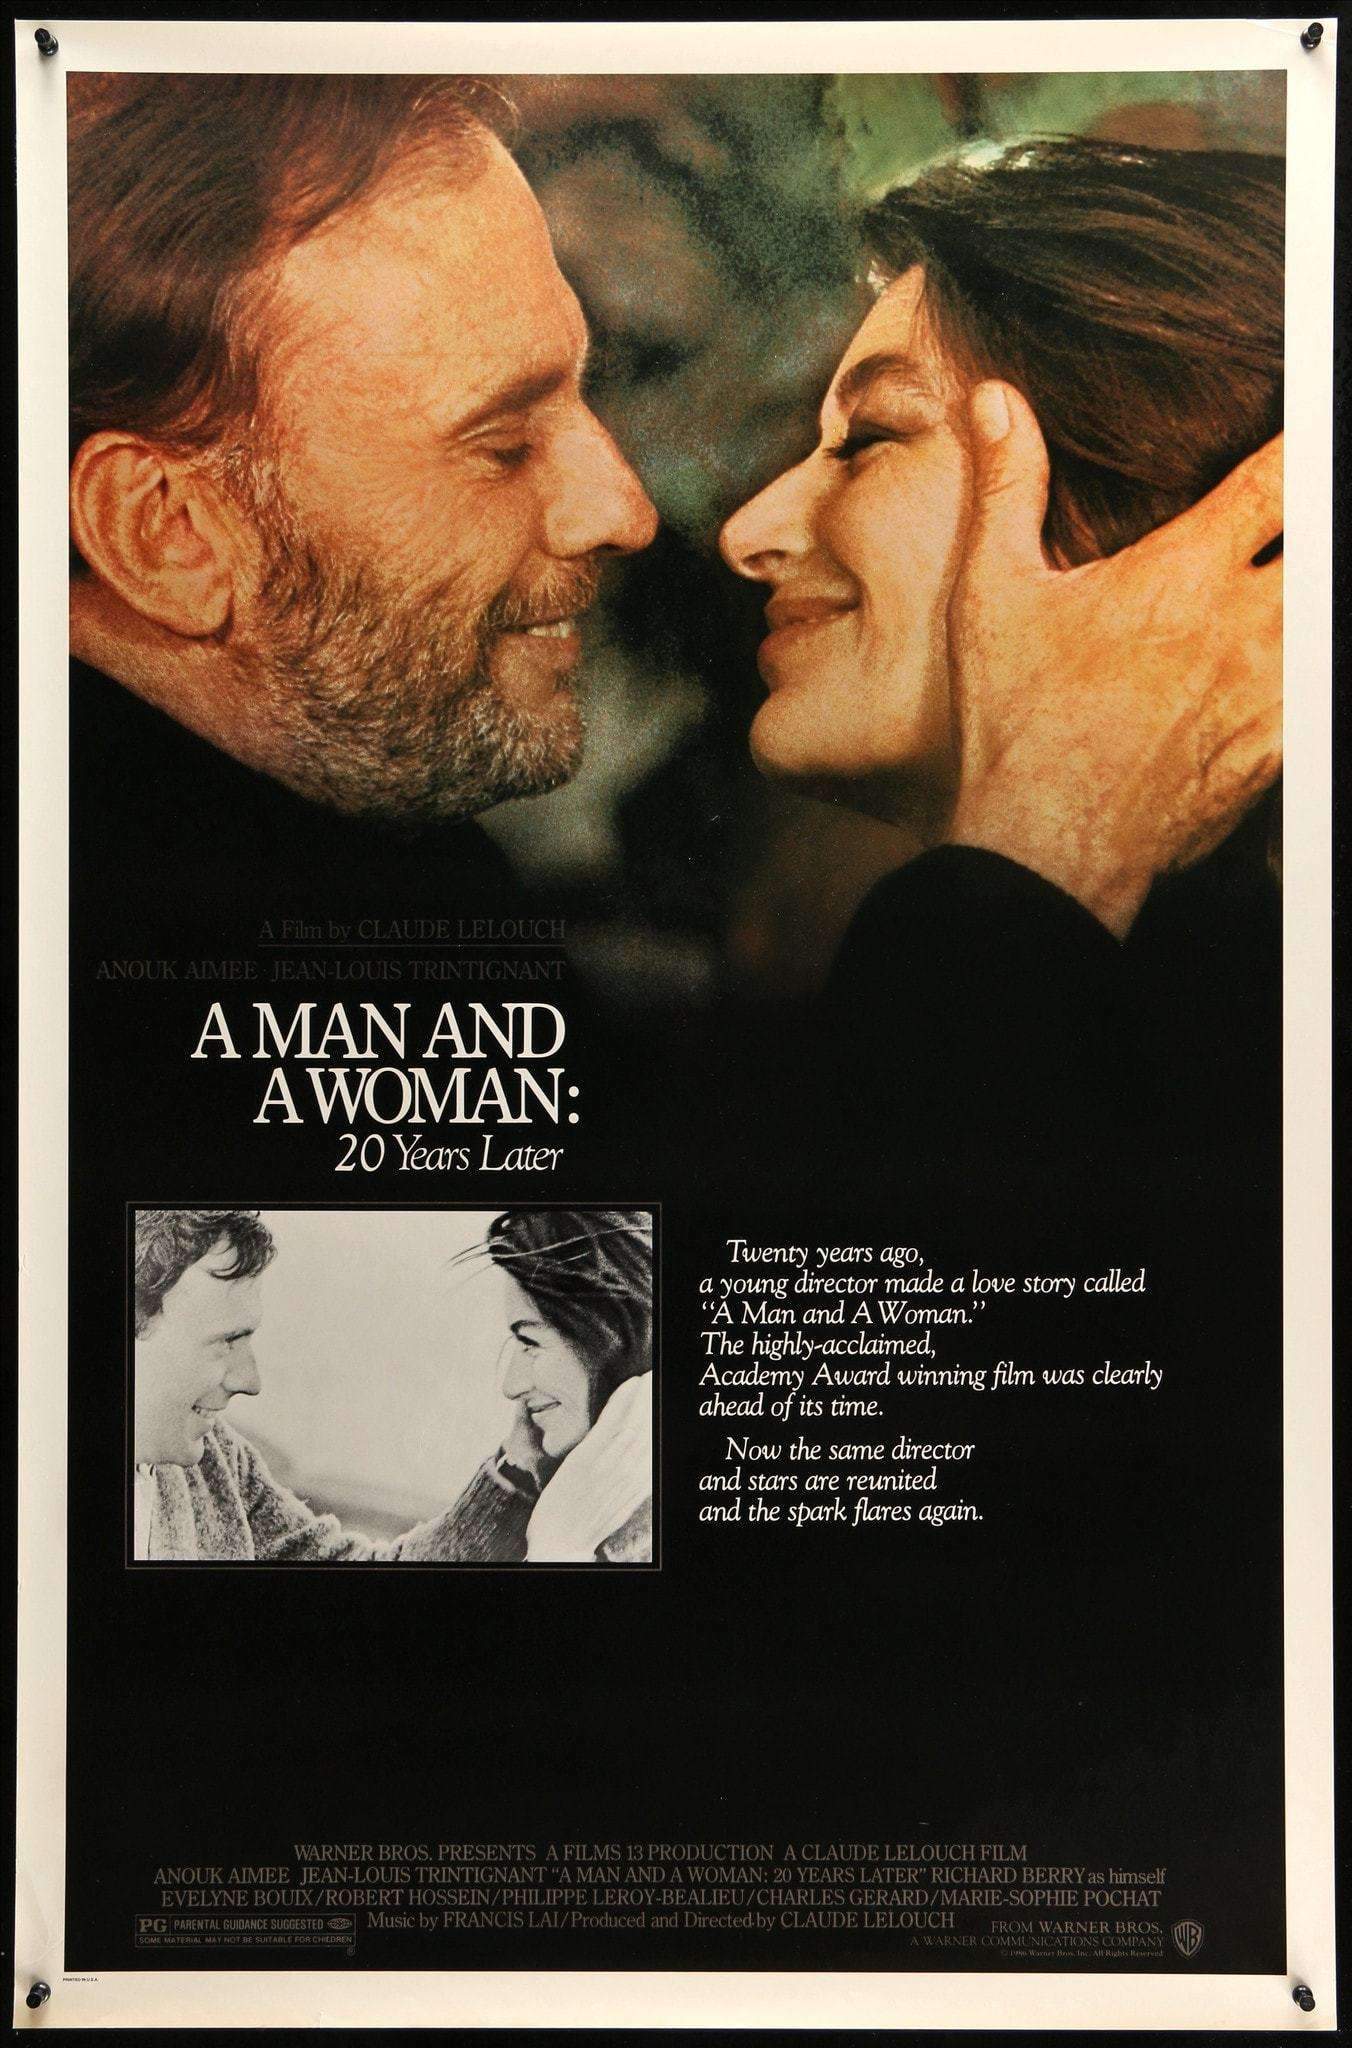 A Film by CLAUDE LELOUCH
ANOUK AIMEE · JEAN-LOUIS TRINTIGNANT
A MAN AND
A WOMAN:
20 Years Later
Twenty years ago,
a young director made a love story called
“A Man and A Woman.”
The highly-acclaimed,
Academy Award winning film was clearly
ahead of its time.
Now the same director
and stars are reunited
and the spark flares again.
WARNER BROS. PRESENTS A FILMS 13 PRODUCTION A CLAUDE LELOUCH FILM
ANOUK AIMEE JEAN-LOUIS TRINTIGNANT “A MAN AND A WOMAN: 20 YEARS LATER” RICHARD BERRY as himself
EVELYNE BOUIX/ROBERT HOSSEIN/PHILIPPE LEROY-BEALIEU/CHARLES GERARD/MARIE-SOPHIE POCHAT
Music by FRANCIS LAI/Produced and Directed by CLAUDE LELOUCH
PG PARENTAL GUIDANCE SUGGESTED
SOME MATERIAL MAY NOT BE SUITABLE FOR CHILDREN
®
FROM WARNER BROS.
A WARNER COMMUNICATIONS COMPANY
© 1986 Warner Bros. Inc. All Rights Reserved
WB
PRINTED IN U.S.A.